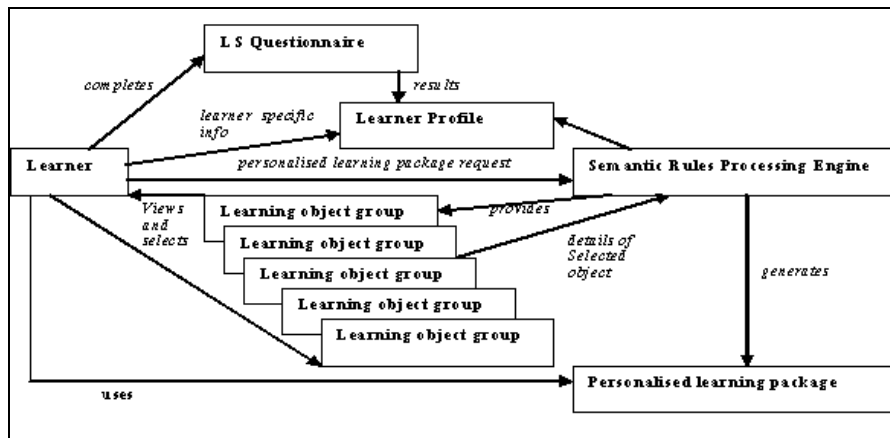 LS Questionnaire
completes
results
learner specific
info
Learner Profile
Learner
personalised learning package request
Semantic Rules Processing Engine
Views
and
selects
Learning object group
provides
Learning object group
details of
Selected
object
Learning object group
generates
Learning object group
Learning object group
uses
Personalised learning package